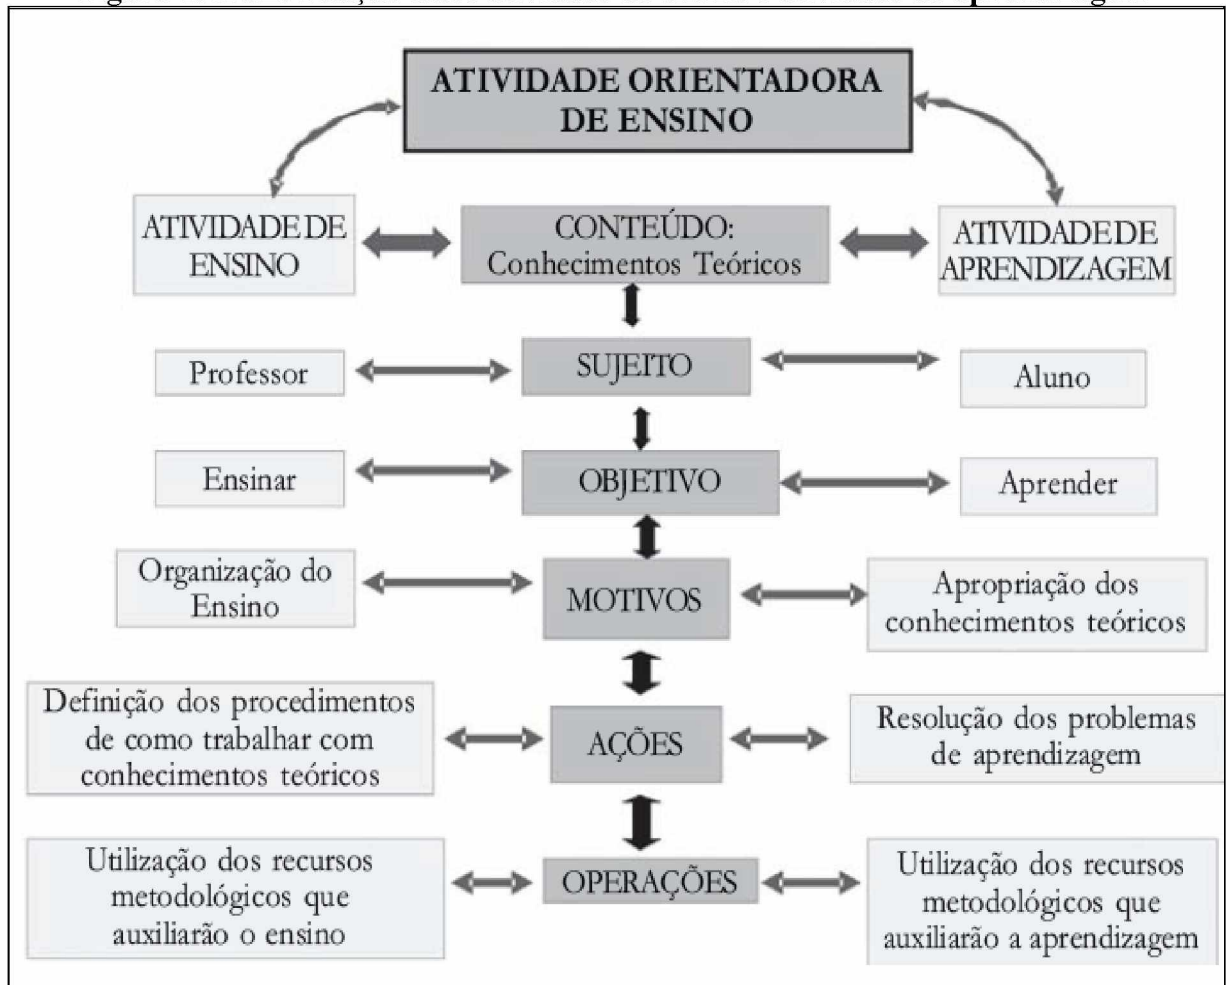 ATIVIDADE ORIENTADORA
DE ENSINO
ATIVIDADE DE
ENSINO
CONTEÚDO:
Conhecimentos Teóricos
ATIVIDADE DE
APRENDIZAGEM
Professor
SUJEITO
Aluno
Ensinar
OBJETIVO
Aprender
Organização do
Ensino
MOTIVOS
Apropriação dos
conhecimentos teóricos
Definição dos procedimentos
de como trabalhar com
conhecimentos teóricos
AÇÕES
Resolução dos problemas
de aprendizagem
Utilização dos recursos
metodológicos que
auxiliarão o ensino
OPERAÇÕES
Utilização dos recursos
metodológicos que
auxiliarão a aprendizagem